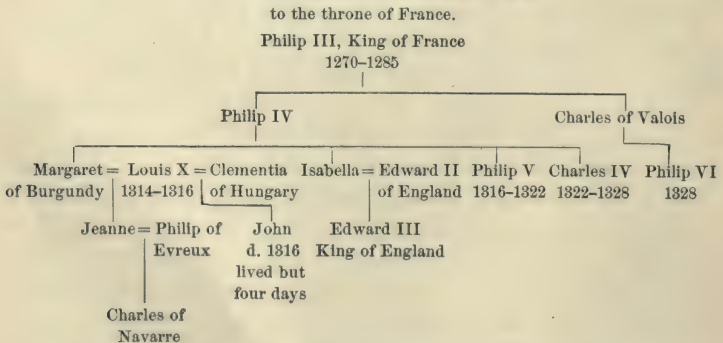 to the throne of France.
Philip III, King of France
1270–1285
Philip IV Charles of Valois
Margaret = Louis X = Clementia Isabella = Edward II Philip V Charles IV Philip VI
of Burgundy 1314–1316 of Hungary of England 1316–1322 1322–1328 1328
Jeanne = Philip of John Edward III
Evreux d. 1316 King of England
lived but
four days
Charles of
Navarre